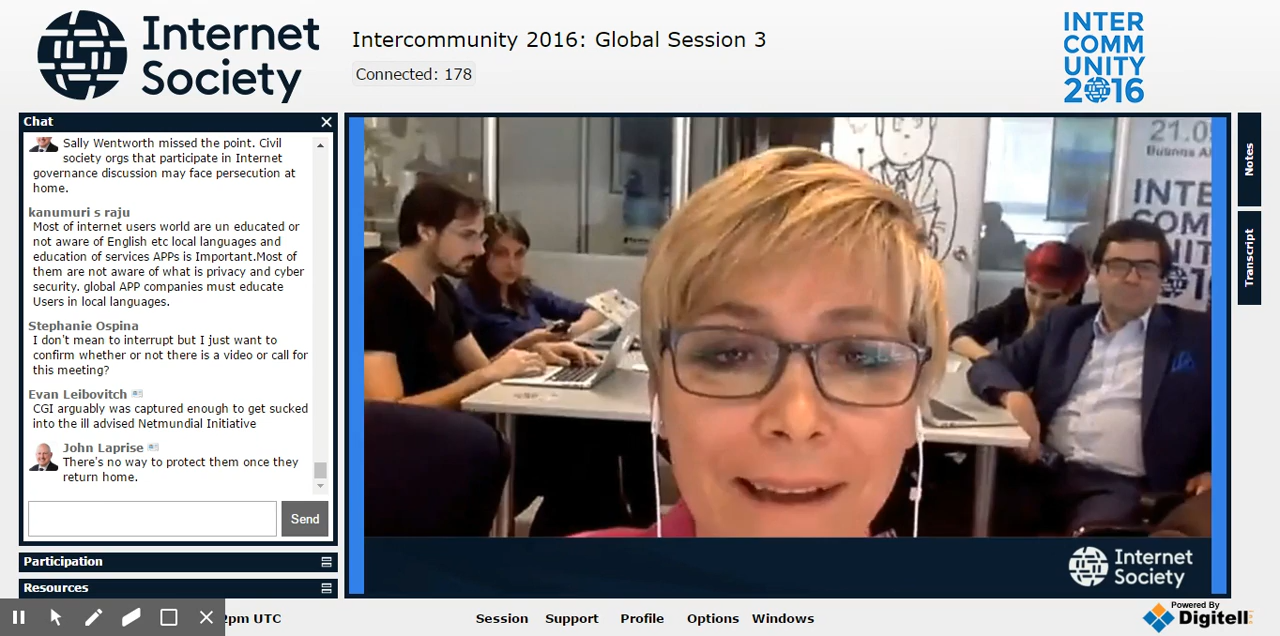 Internet
Society
Intercommunity 2016: Global Session 3
Connected: 178
INTER
COMM
UNITY
2016
Chat
Sally Wentworth missed the point. Civil
society orgs that participate in Internet
governance discussion may face persecution at
home.
kanumuri s raju
Most of internet users world are un educated or
not aware of English etc local languages and
education of services APPs is Important.Most of
them are not aware of what is privacy and cyber
security. global APP companies must educate
Users in local languages.
Stephanie Ospina
I don't mean to interrupt but I just want to
confirm whether or not there is a video or call for
this meeting?
Evan Leibovitch
CGI arguably was captured enough to get sucked
into the ill advised Netmundial Initiative
John Laprise
There's no way to protect them once they
return home.
Send
Participation
Resources
21.0
Buenos Ai
INTE
COM
UNI
Internet
Society
Notes
Transcript
2pm UTC
Session
Support
Profile
Options
Windows
Powered By
Digitell